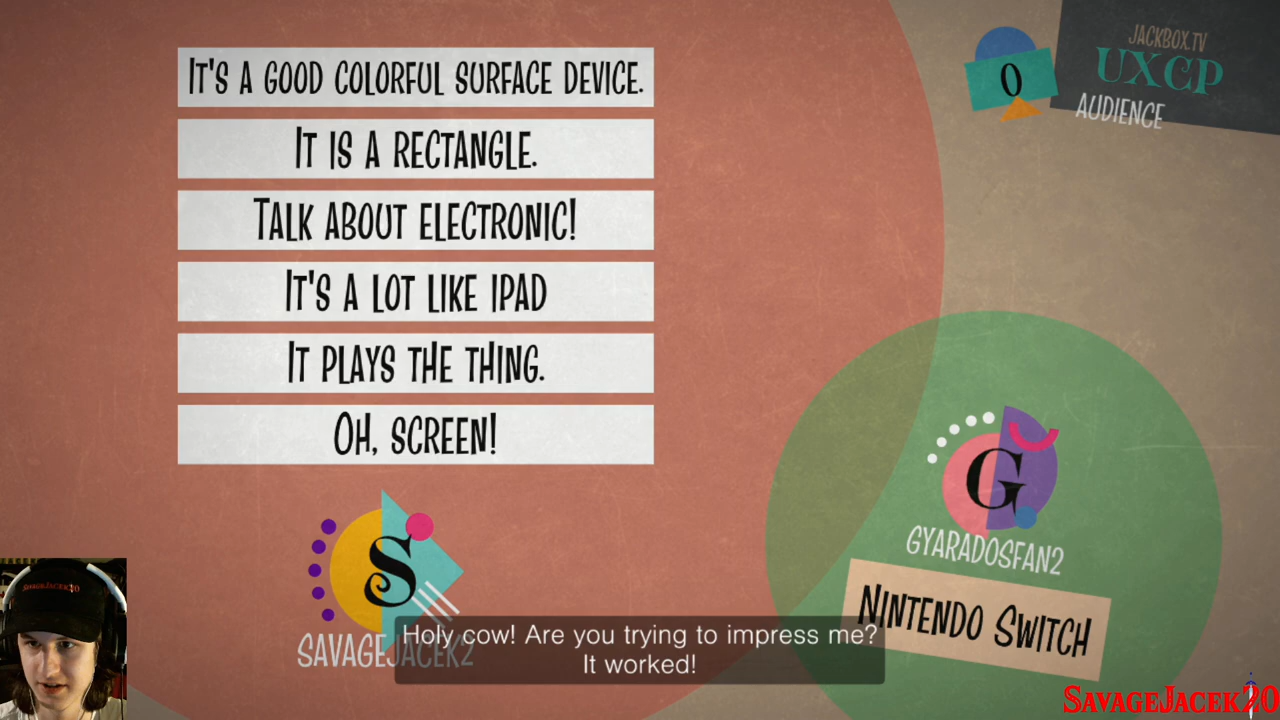 It's a good colorful surface device.
It is a rectangle.
Talk about electronic!
It's a lot like iPad
It plays the thing.
Oh, screen!
JACKBOX.TV
UXCP
0
AUDIENCE
G
GYARADOSFAN2
Nintendo Switch
S
SAVAGEJACEK2
Holy cow! Are you trying to impress me?
It worked!
SavageJacek20
SavageJacek20